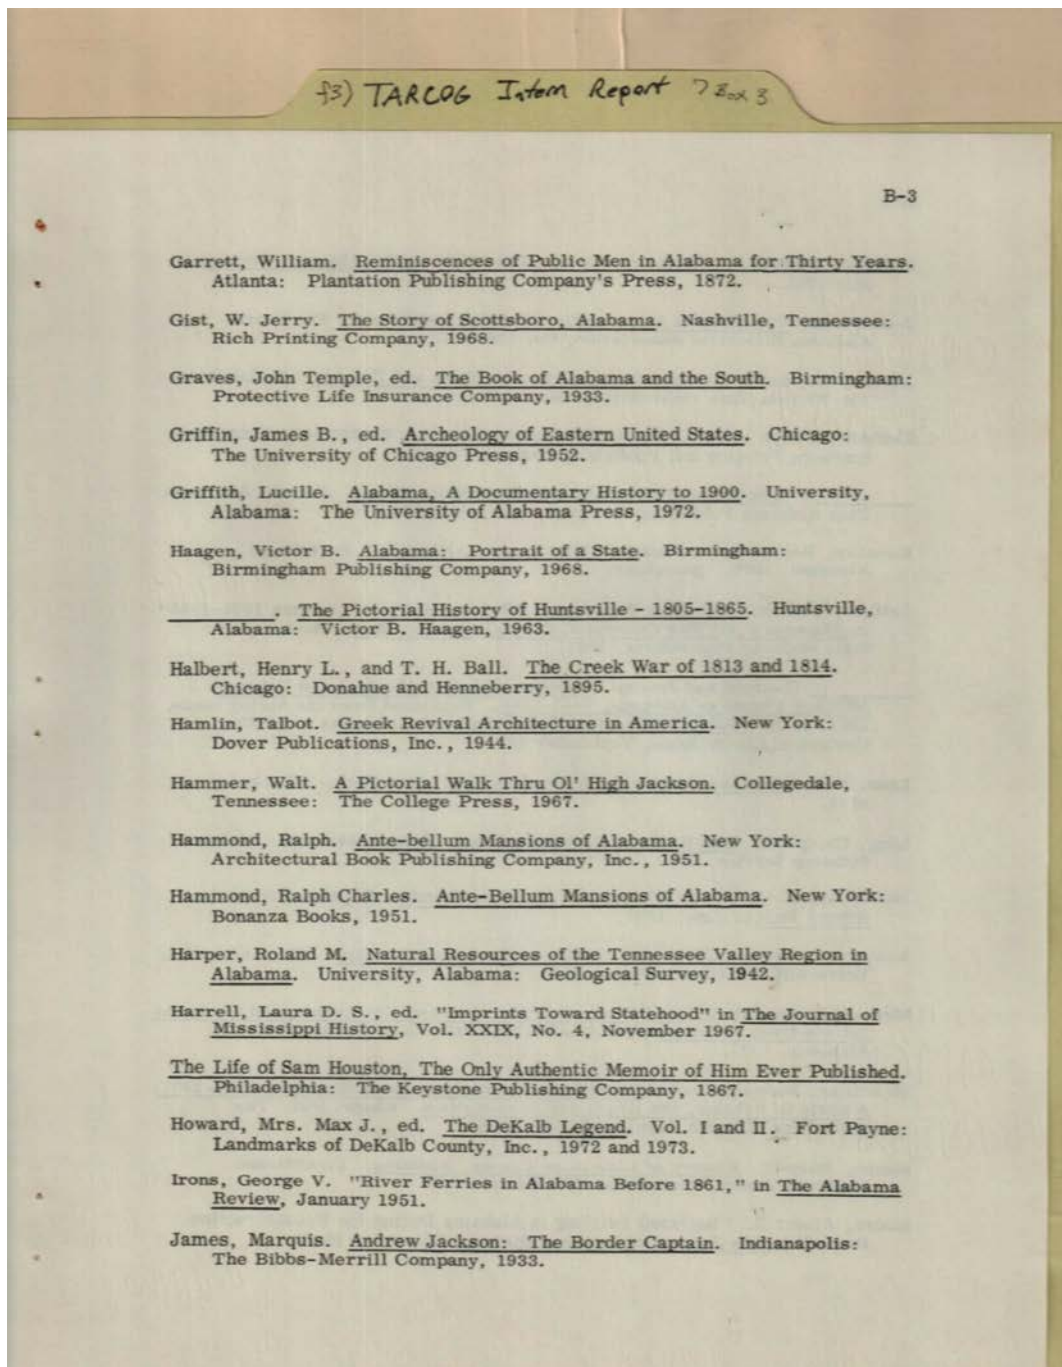 f3) TARCOG Intern Report 7 Box 3
B-3
Garrett, William. Reminiscences of Public Men in Alabama for Thirty Years.
Atlanta: Plantation Publishing Company's Press, 1872.
Gist, W. Jerry. The Story of Scottsboro, Alabama. Nashville, Tennessee:
Rich Printing Company, 1968.
Graves, John Temple, ed. The Book of Alabama and the South. Birmingham:
Protective Life Insurance Company, 1933.
Griffin, James B., ed. Archeology of Eastern United States. Chicago:
The University of Chicago Press, 1952.
Griffith, Lucille. Alabama, A Documentary History to 1900. University,
Alabama: The University of Alabama Press, 1972.
Haagen, Victor B. Alabama: Portrait of a State. Birmingham:
Birmingham Publishing Company, 1968.
________. The Pictorial History of Huntsville - 1805-1865. Huntsville,
Alabama: Victor B. Haagen, 1963.
Halbert, Henry L., and T. H. Ball. The Creek War of 1813 and 1814.
Chicago: Donahue and Henneberry, 1895.
Hamlin, Talbot. Greek Revival Architecture in America. New York:
Dover Publications, Inc., 1944.
Hammer, Walt. A Pictorial Walk Thru Ol' High Jackson. Collegedale,
Tennessee: The College Press, 1967.
Hammond, Ralph. Ante-bellum Mansions of Alabama. New York:
Architectural Book Publishing Company, Inc., 1951.
Hammond, Ralph Charles. Ante-Bellum Mansions of Alabama. New York:
Bonanza Books, 1951.
Harper, Roland M. Natural Resources of the Tennessee Valley Region in
Alabama. University, Alabama: Geological Survey, 1942.
Harrell, Laura D. S., ed. "Imprints Toward Statehood" in The Journal of
Mississippi History, Vol. XXIX, No. 4, November 1967.
The Life of Sam Houston, The Only Authentic Memoir of Him Ever Published.
Philadelphia: The Keystone Publishing Company, 1867.
Howard, Mrs. Max J., ed. The DeKalb Legend. Vol. I and II. Fort Payne:
Landmarks of DeKalb County, Inc., 1972 and 1973.
Irons, George V. "River Ferries in Alabama Before 1861," in The Alabama
Review, January 1951.
James, Marquis. Andrew Jackson: The Border Captain. Indianapolis:
The Bibbs-Merrill Company, 1933.